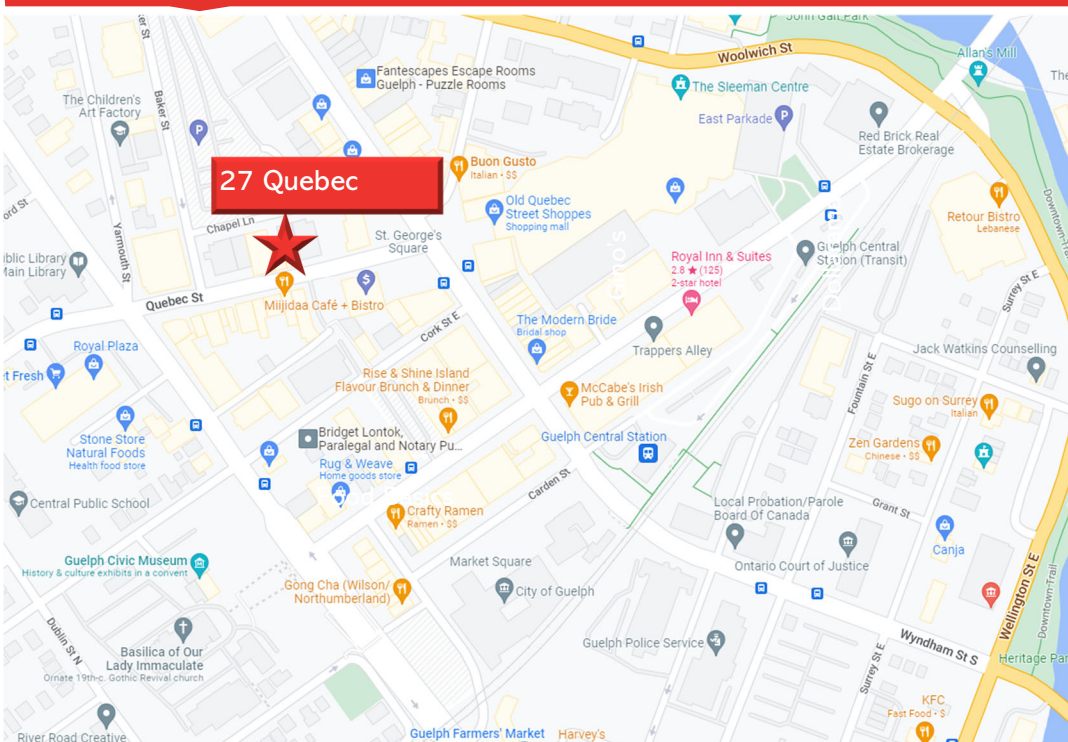 John Galt Park
Woolwich St
Allan's Mill
Fantescapes Escape Rooms
Guelph - Puzzle Rooms
The Sleeman Centre
The
The Children's
Art Factory
Baker St
P
East Parkade
P
Red Brick Real
Estate Brokerage
27 Quebec
Buon Gusto
Italian • $$
Old Quebec
Street Shoppes
Shopping mall
Retour Bistro
Lebanese
Downtown-Trail
Yarmouth St
Chapel Ln
St. George's
Square
Gino's
Guelph Central
Station (Transit)
Royal Inn & Suites
2.8 ★ (125)
2-star hotel
Main Library
Quebec St
$
Miijidaa Café + Bistro
Surrey St E
Cork St E
The Modern Bride
Bridal shop
Trappers Alley
Royal Plaza
Jack Watkins Counselling
Fresh
Rise & Shine Island
Flavour Brunch & Dinner
Brunch • $$
McCabe's Irish
Pub & Grill
Fountain St E
Sugo on Surrey
Italian
Stone Store
Natural Foods
Health food store
Bridget Lontok,
Paralegal and Notary Pu...
Guelph Central Station
Zen Gardens
Chinese • $$
Rug & Weave
Home goods store
Carden St
Central Public School
Crafty Ramen
Ramen • $$
Local Probation/Parole
Board Of Canada
Grant St
Canja
Guelph Civic Museum
History & culture exhibits in a convent
Market Square
Ontario Court of Justice
Gong Cha (Wilson/
Northumberland)
City of Guelph
Wellington St E
Downtown-Trail
Dublin St N
Basilica of Our
Lady Immaculate
Ornate 19th-c. Gothic Revival church
Guelph Police Service
Wyndham St S
Surrey St E
Heritage Par
KFC
Fast Food • $
River Road Creative
Guelph Farmers' Market
Harvey's